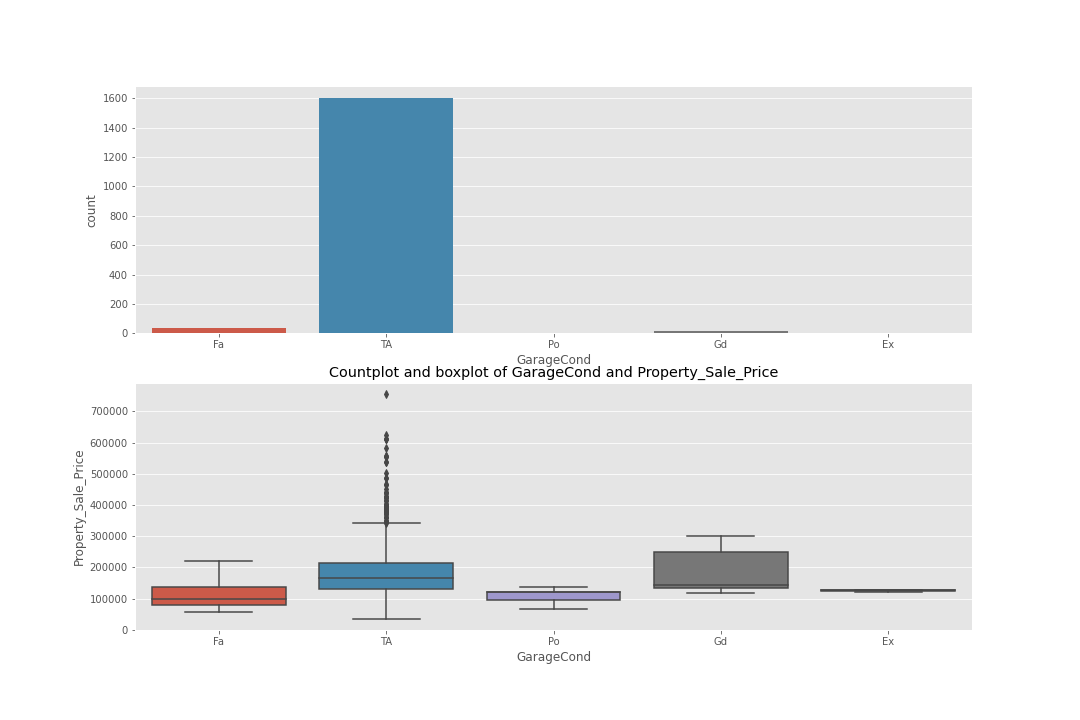 1600
1400
1200
1000
800
600
400
200
0
count
Fa TA Po Gd Ex
GarageCond
Countplot and boxplot of GarageCond and Property_Sale_Price
700000
600000
500000
400000
300000
200000
100000
0
Property_Sale_Price
Fa TA Po Gd Ex
GarageCond